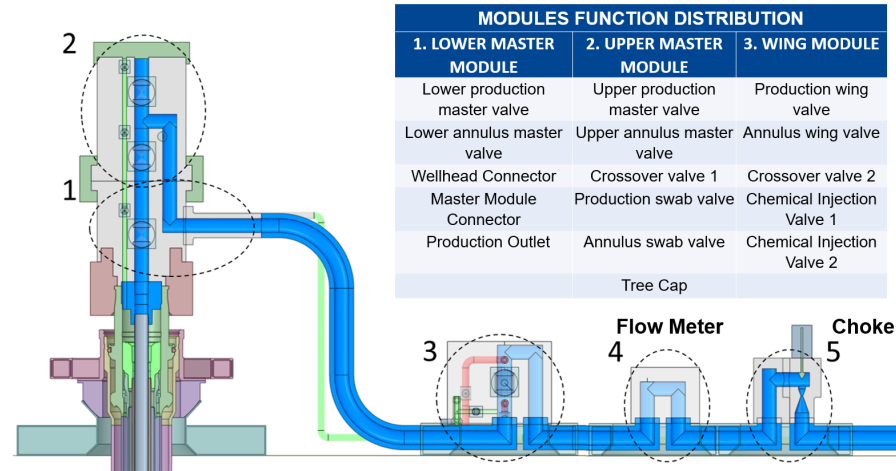 MODULES FUNCTION DISTRIBUTION
1. LOWER MASTER MODULE
2. UPPER MASTER MODULE
3. WING MODULE
Lower production master valve
Upper production master valve
Production wing valve
Lower annulus master valve
Upper annulus master valve
Annulus wing valve
Wellhead Connector
Crossover valve 1
Crossover valve 2
Master Module Connector
Production swab valve
Chemical Injection Valve 1
Production Outlet
Annulus swab valve
Chemical Injection Valve 2
Tree Cap
2
1
3
Flow Meter
4
Choke
5